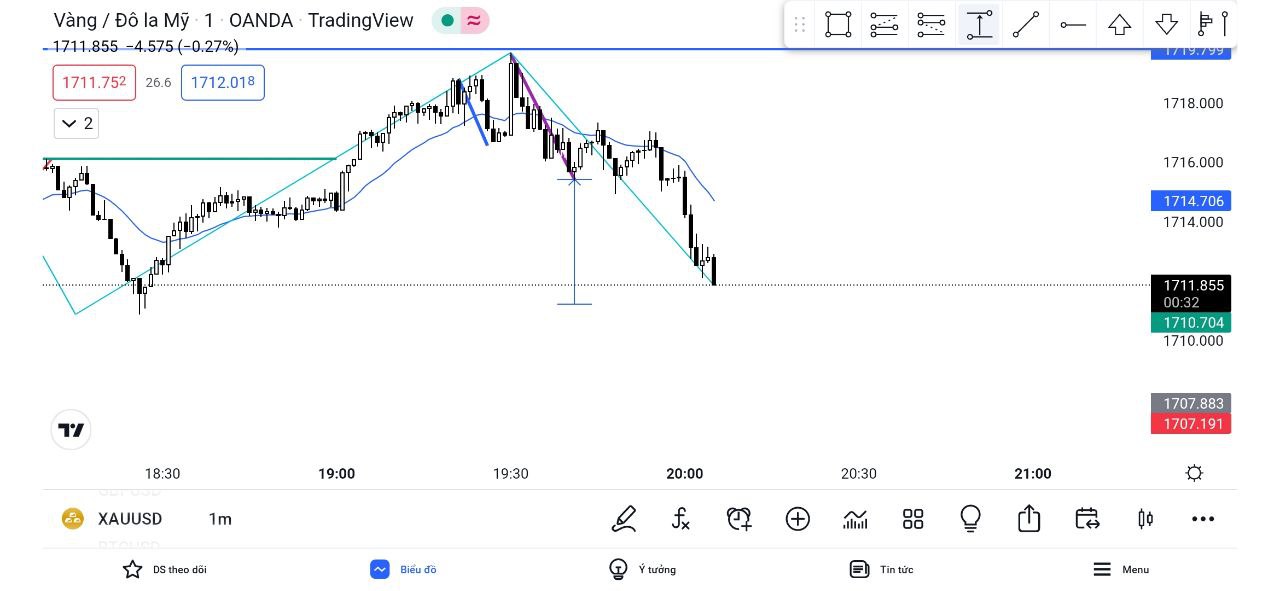 Vàng / Đô la Mỹ · 1 · OANDA · TradingView
1711.855 −4.575 (−0.27%)
1711.752 26.6 1712.018
2
1719.799
1718.000
1716.000
1714.706
1714.000
1711.855
00:32
1710.704
1710.000
1707.883
1707.191
18:30 19:00 19:30 20:00 20:30 21:00
GBPUSD
XAUUSD 1m
BTCUSD
DS theo dõi Biểu đồ Ý tưởng Tin tức Menu